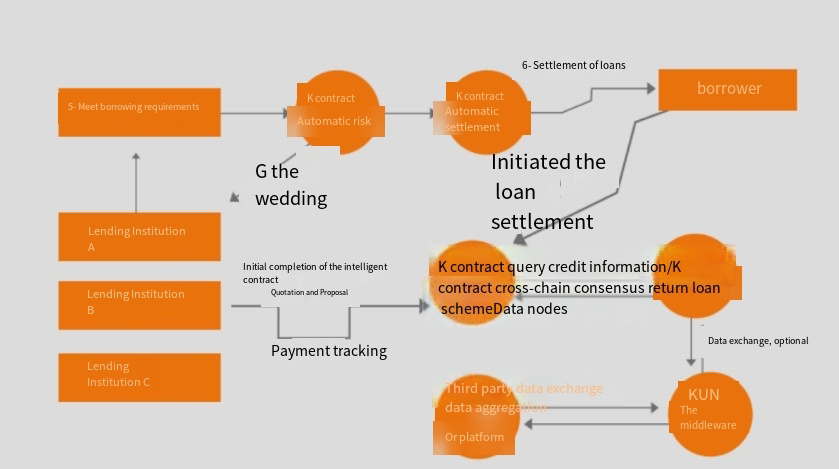 6- Settlement of loans
5- Meet borrowing requirements
K contract
Automatic risk
K contract
Automatic
settlement
borrower
G the
wedding
Initiated the
loan
settlement
Lending Institution
A
Lending Institution
B
Lending
Institution C
Initial completion of the intelligent
contract
Quotation and Proposal
Payment tracking
K contract query credit information/K
contract cross-chain consensus return loan
schemeData nodes
Data exchange, optional
Third party data exchange
data aggregation
Or platform
KUN
The
middleware